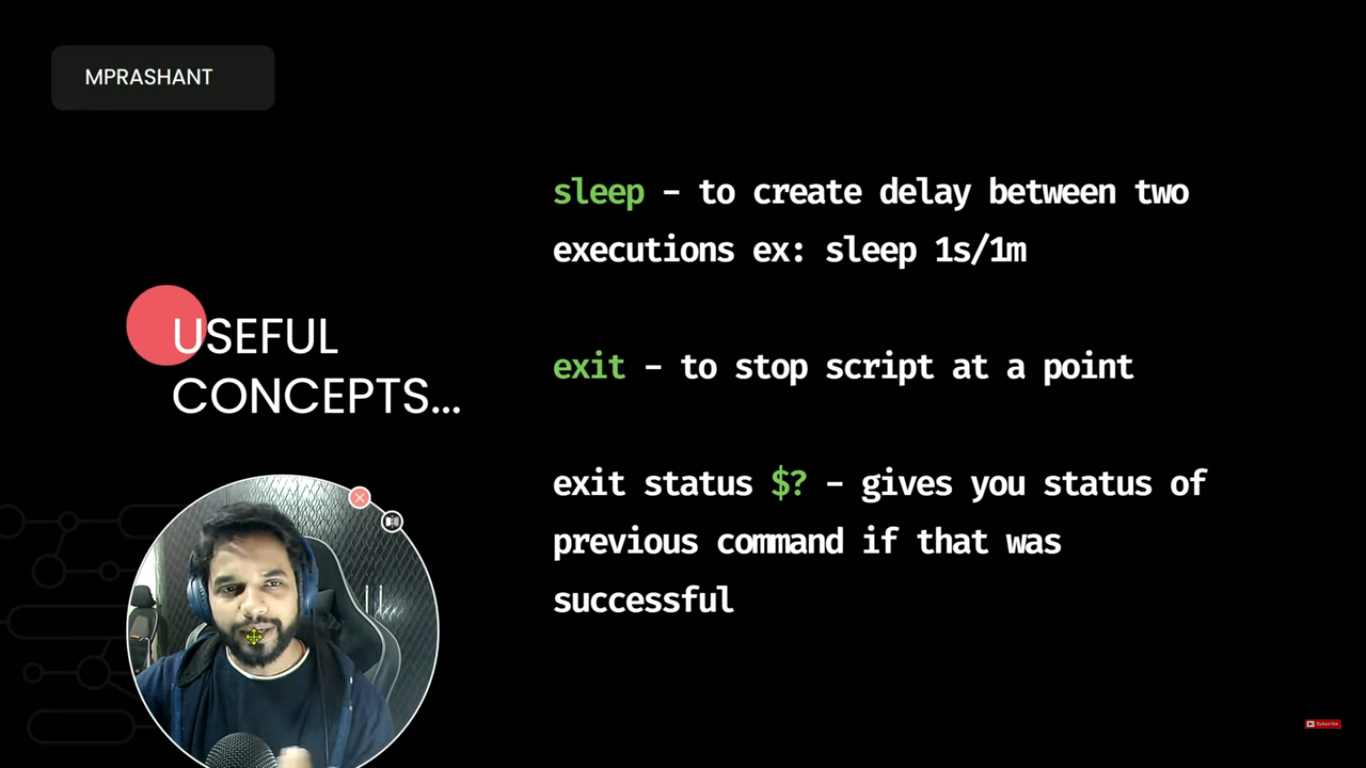 MPRASHANT
sleep – to create delay between two
executions ex: sleep 1s/1m
USEFUL
CONCEPTS...
exit – to stop script at a point
exit status $? – gives you status of
previous command if that was
successful
Subscribe